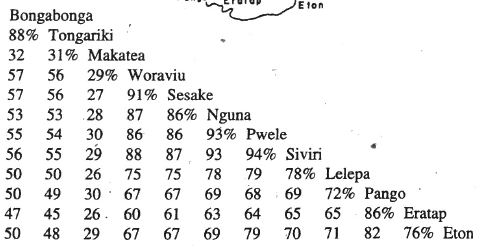 Eratap
Eton
Bongabonga
88% Tongariki
32 31% Makatea
57 56 29% Woraviu
57 56 27 91% Sesake
53 53 28 87 86% Nguna
55 54 30 86 86 93% Pwele
56 55 29 88 87 93 94% Siviri
50 50 26 75 75 78 79 78% Lelepa
50 49 30 67 67 69 68 69 72% Pango
47 45 26 60 61 63 64 65 65 86% Eratap
50 48 29 67 67 69 79 70 71 82 76% Eton